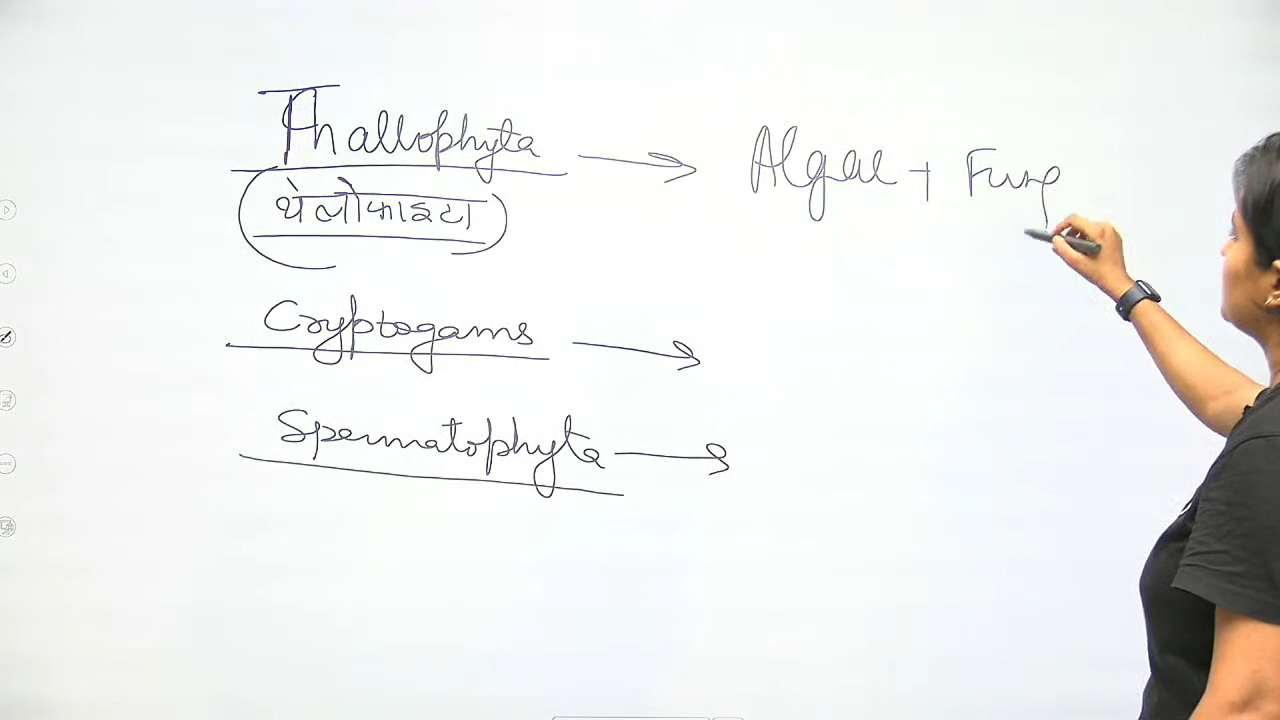 Thallophyta → Algae + Fung
(थेलोफाइटा)
Cryptogams →
Spermatophyta →